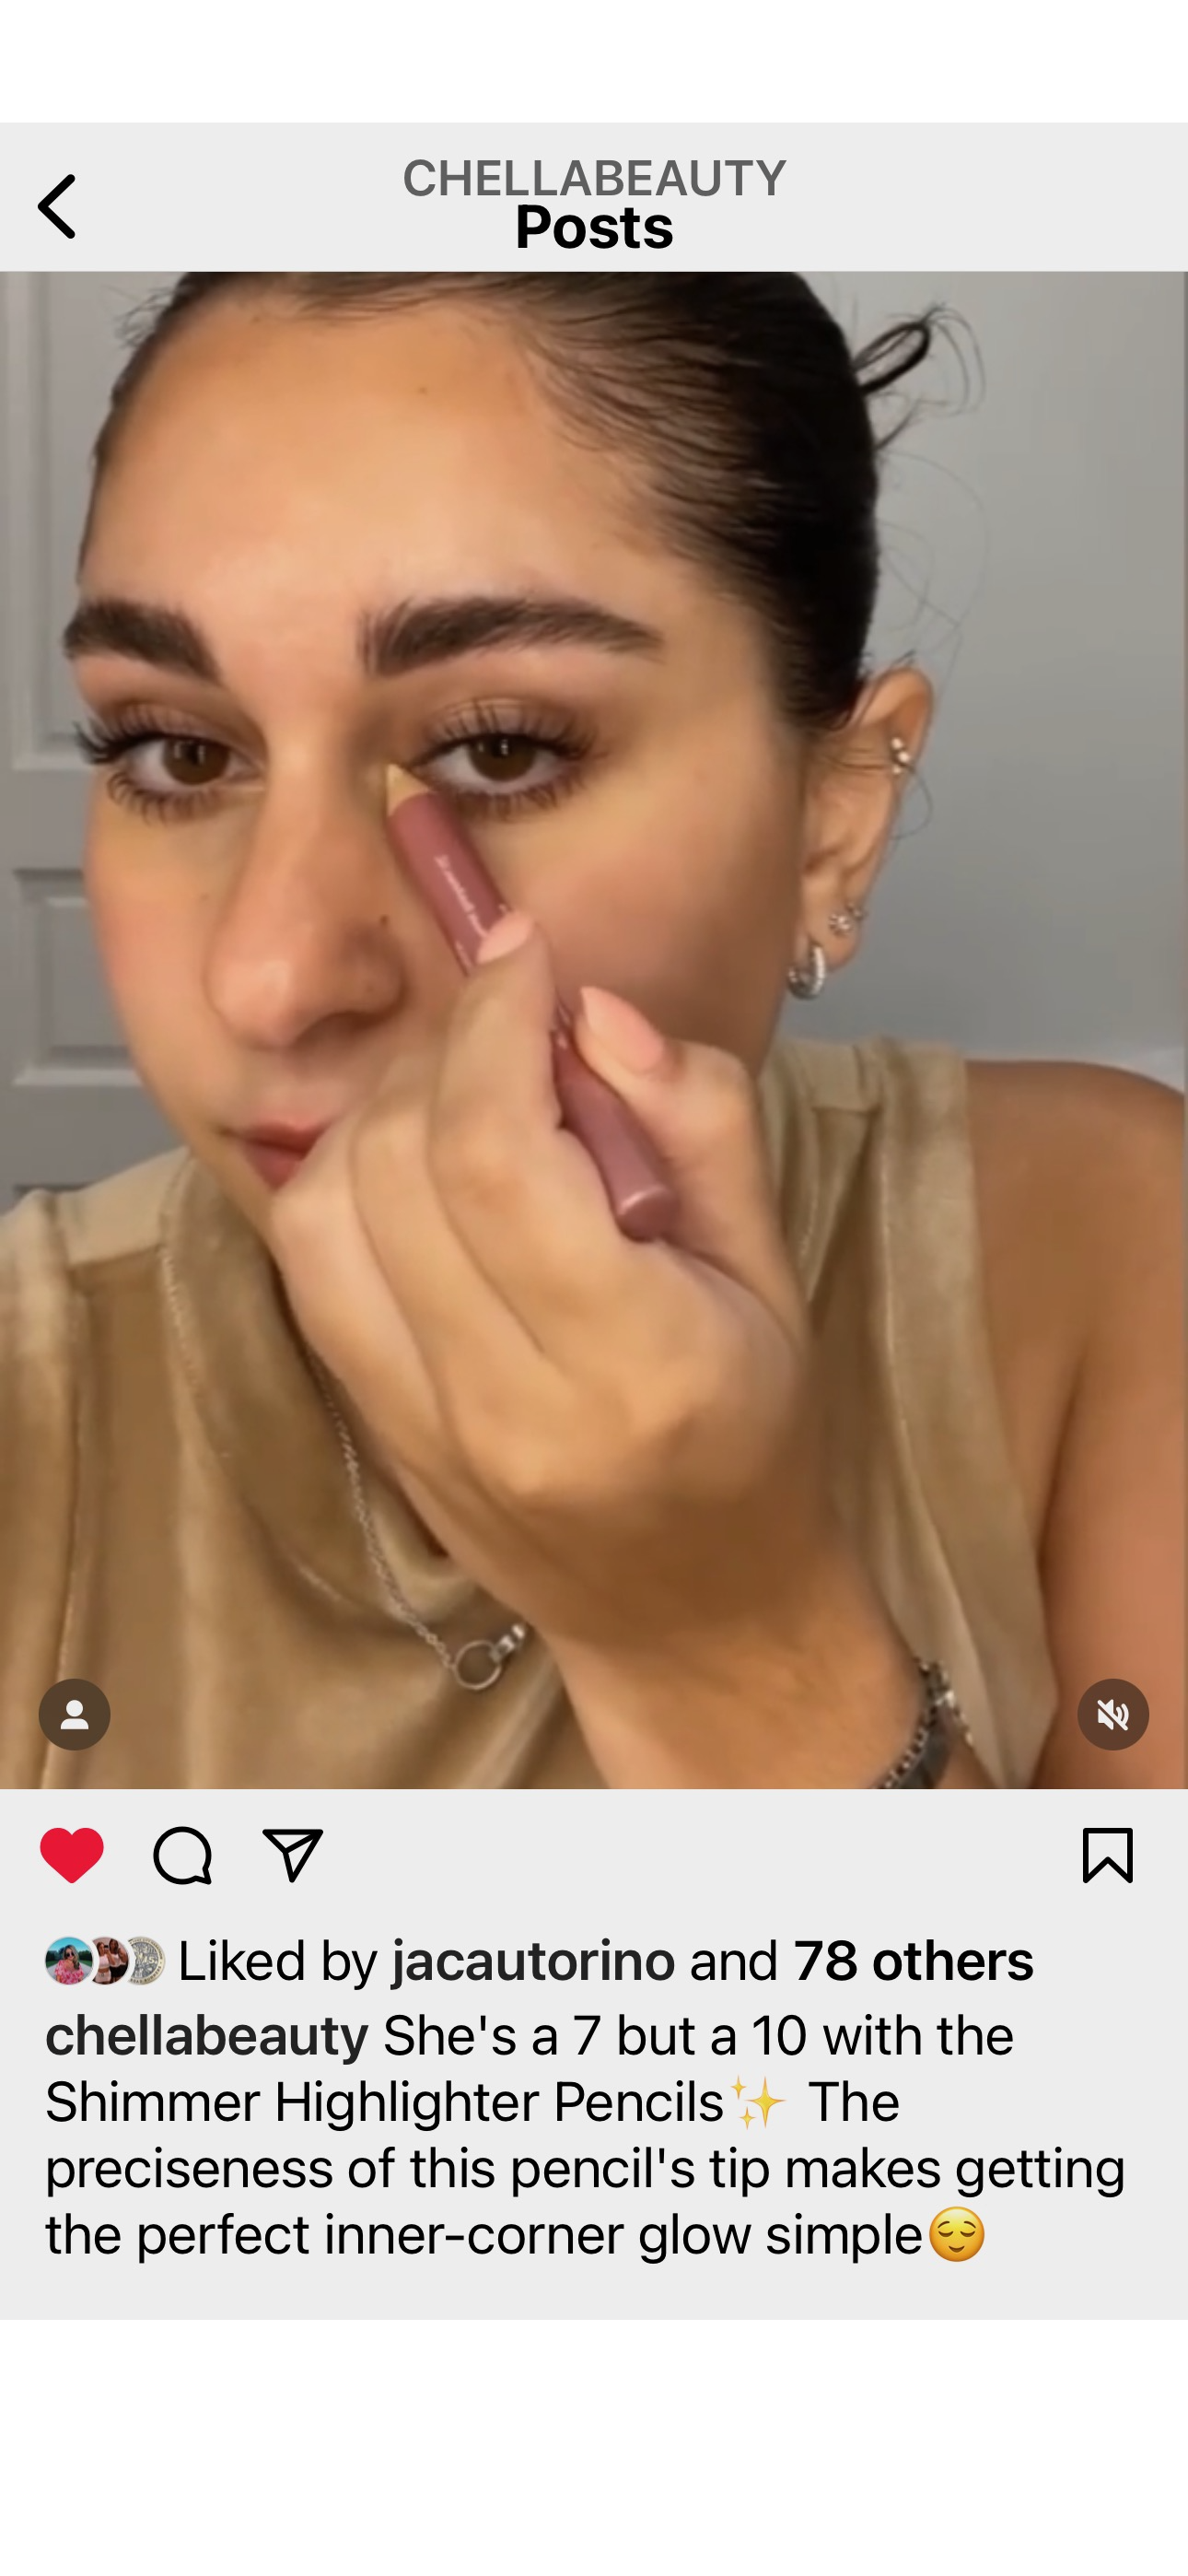 CHELLABEAUTY
Posts
Liked by jacautorino and 78 others
chellabeauty She's a 7 but a 10 with the
Shimmer Highlighter Pencils✨ The
preciseness of this pencil's tip makes getting
the perfect inner-corner glow simple😌